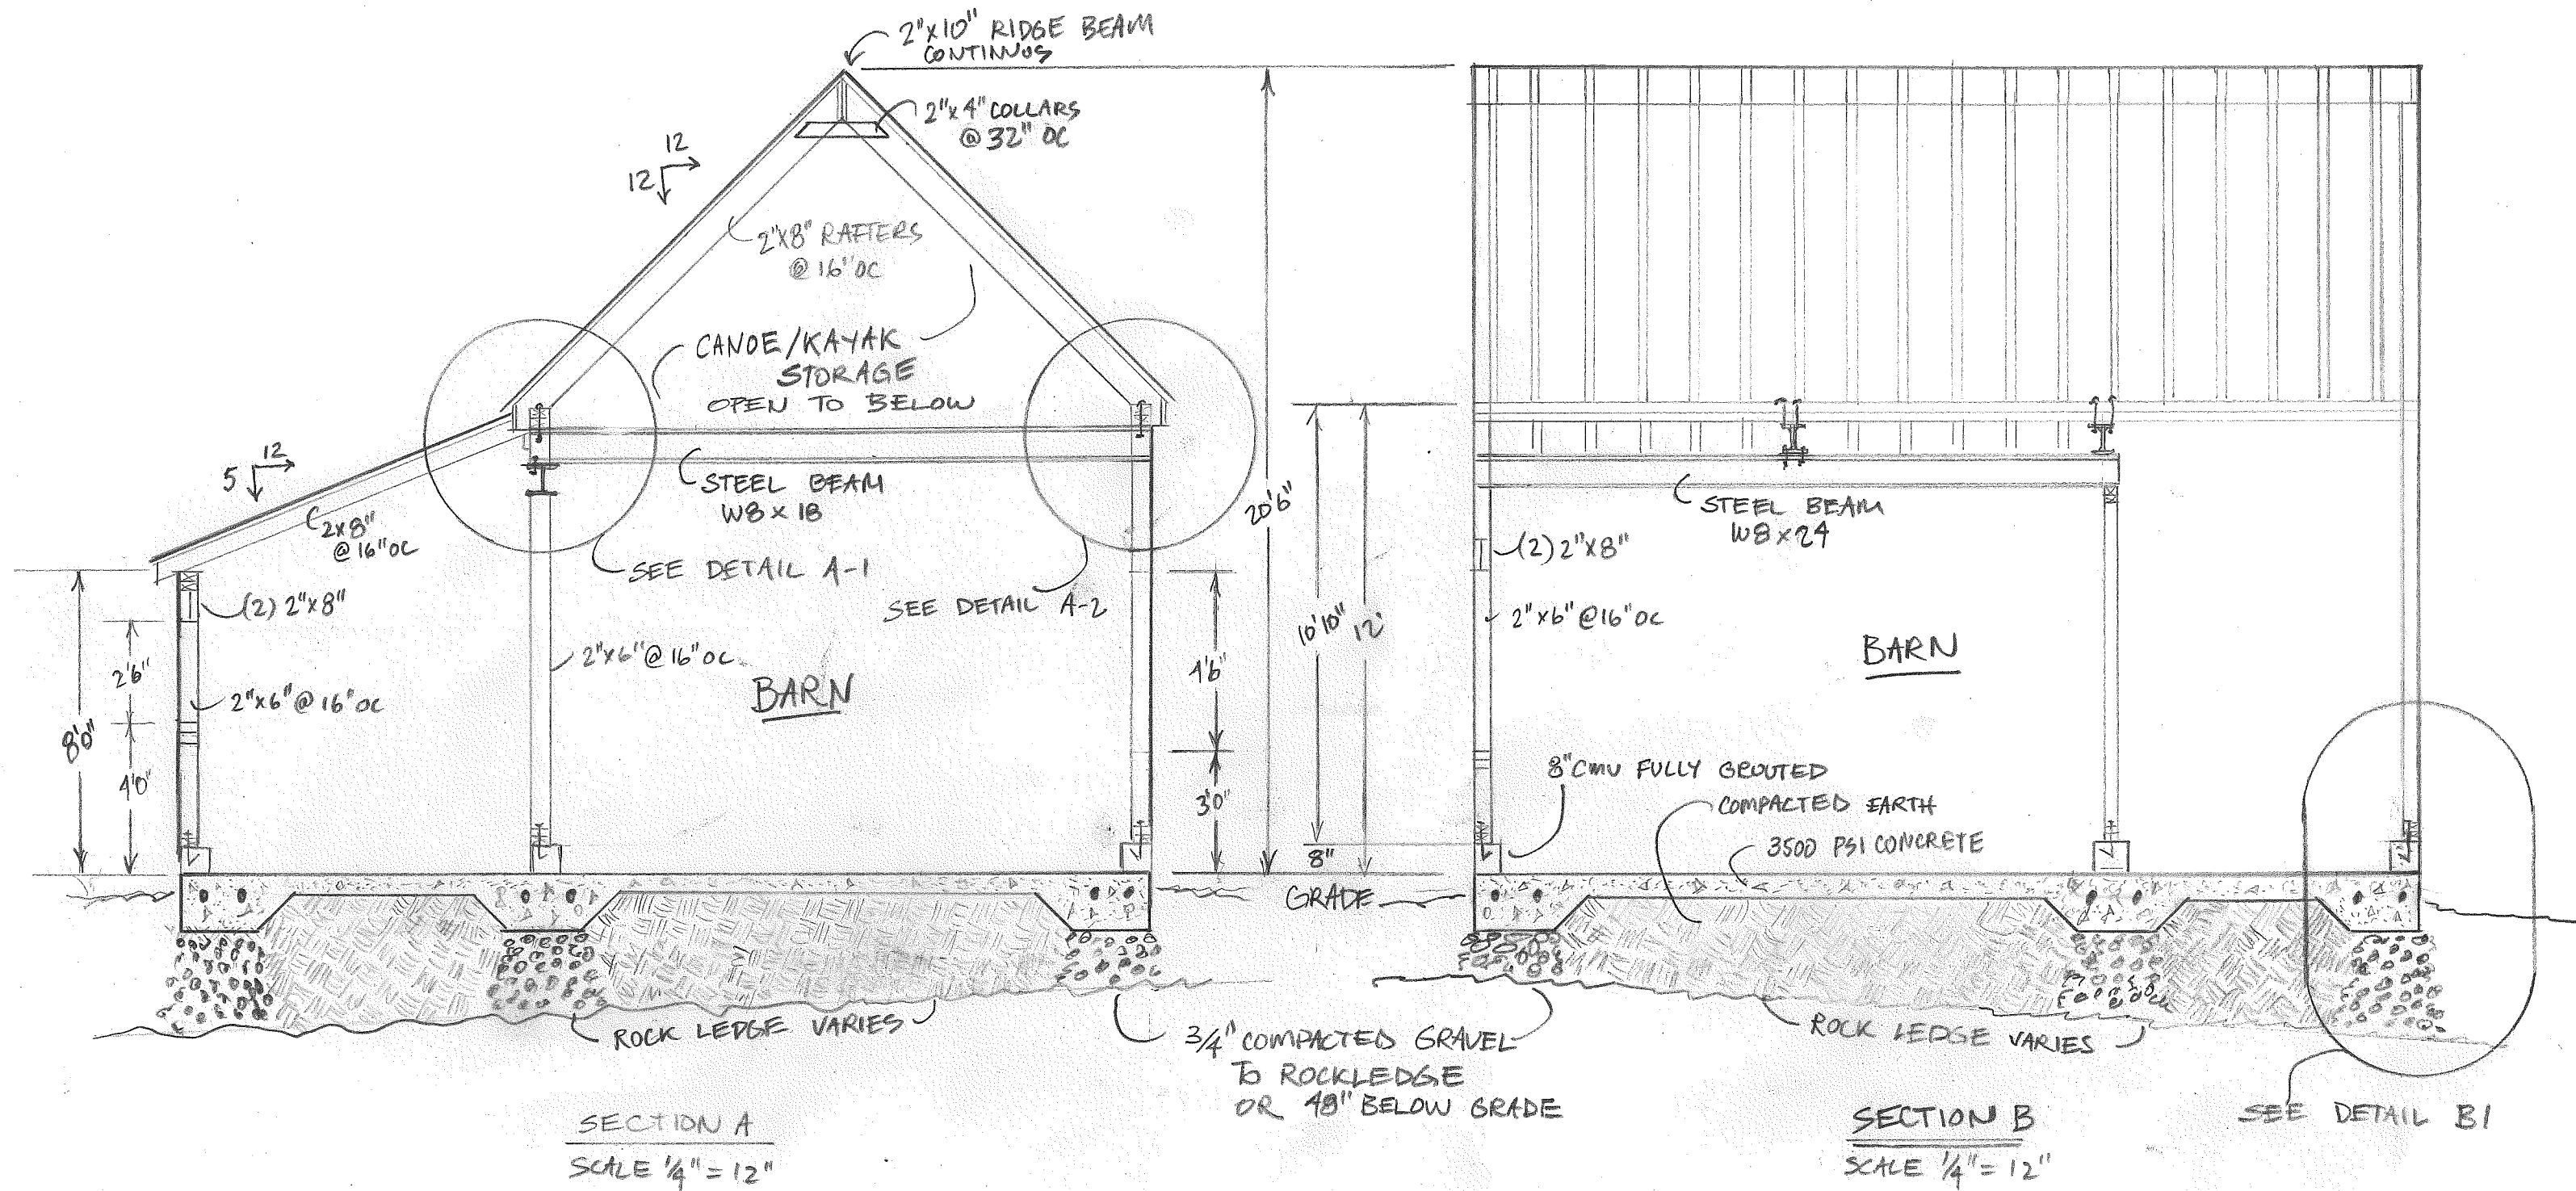 2"x10" RIDGE BEAM
CONTINUOS
2"x4" COLLARS
@ 32" OC
12
12
2"x8" RAFTERS
@ 16" OC
CANOE/KAYAK
STORAGE
OPEN TO BELOW
12
5
2x8"
@ 16" OC
STEEL BEAM
W8 x 18
SEE DETAIL A-1
SEE DETAIL A-2
(2) 2"x8"
2'6"
2"x6" @ 16" OC
8'0"
4'0"
2"x6" @ 16" OC
BARN
4'6"
3'0"
20'6"
10'10"
12'
8"
GRADE
ROCK LEDGE VARIES
3/4" COMPACTED GRAVEL
TO ROCKLEDGE
OR 48" BELOW GRADE
SECTION A
SCALE 1/4" = 12"
STEEL BEAM
W8 x 24
(2) 2"x8"
2"x6" @ 16" OC
BARN
8" CMU FULLY GROUTED
COMPACTED EARTH
3500 PSI CONCRETE
ROCK LEDGE VARIES
SECTION B
SCALE 1/4" = 12"
SEE DETAIL B1